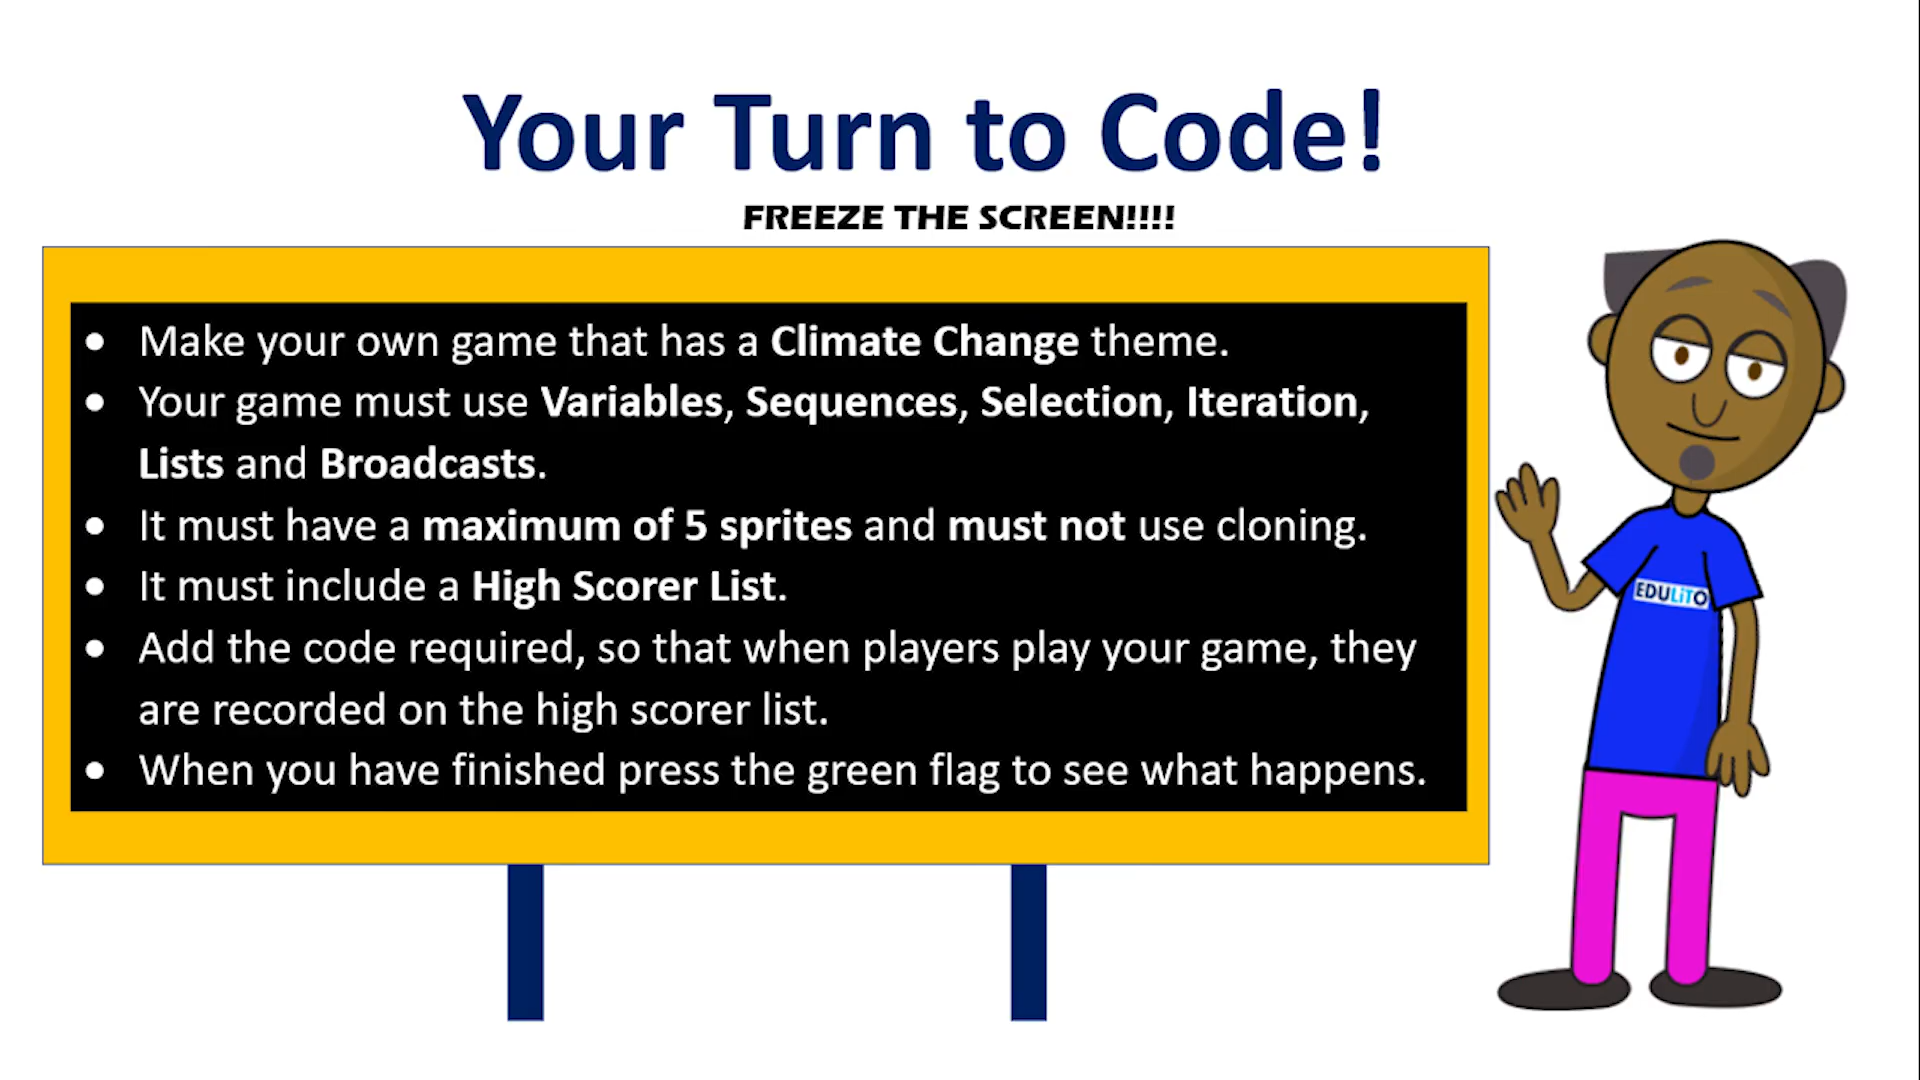 Your Turn to Code!
FREEZE THE SCREEN!!!!
• Make your own game that has a Climate Change theme.
• Your game must use Variables, Sequences, Selection, Iteration,
Lists and Broadcasts.
• It must have a maximum of 5 sprites and must not use cloning.
• It must include a High Scorer List.
• Add the code required, so that when players play your game, they
are recorded on the high scorer list.
• When you have finished press the green flag to see what happens.
EDULiTO